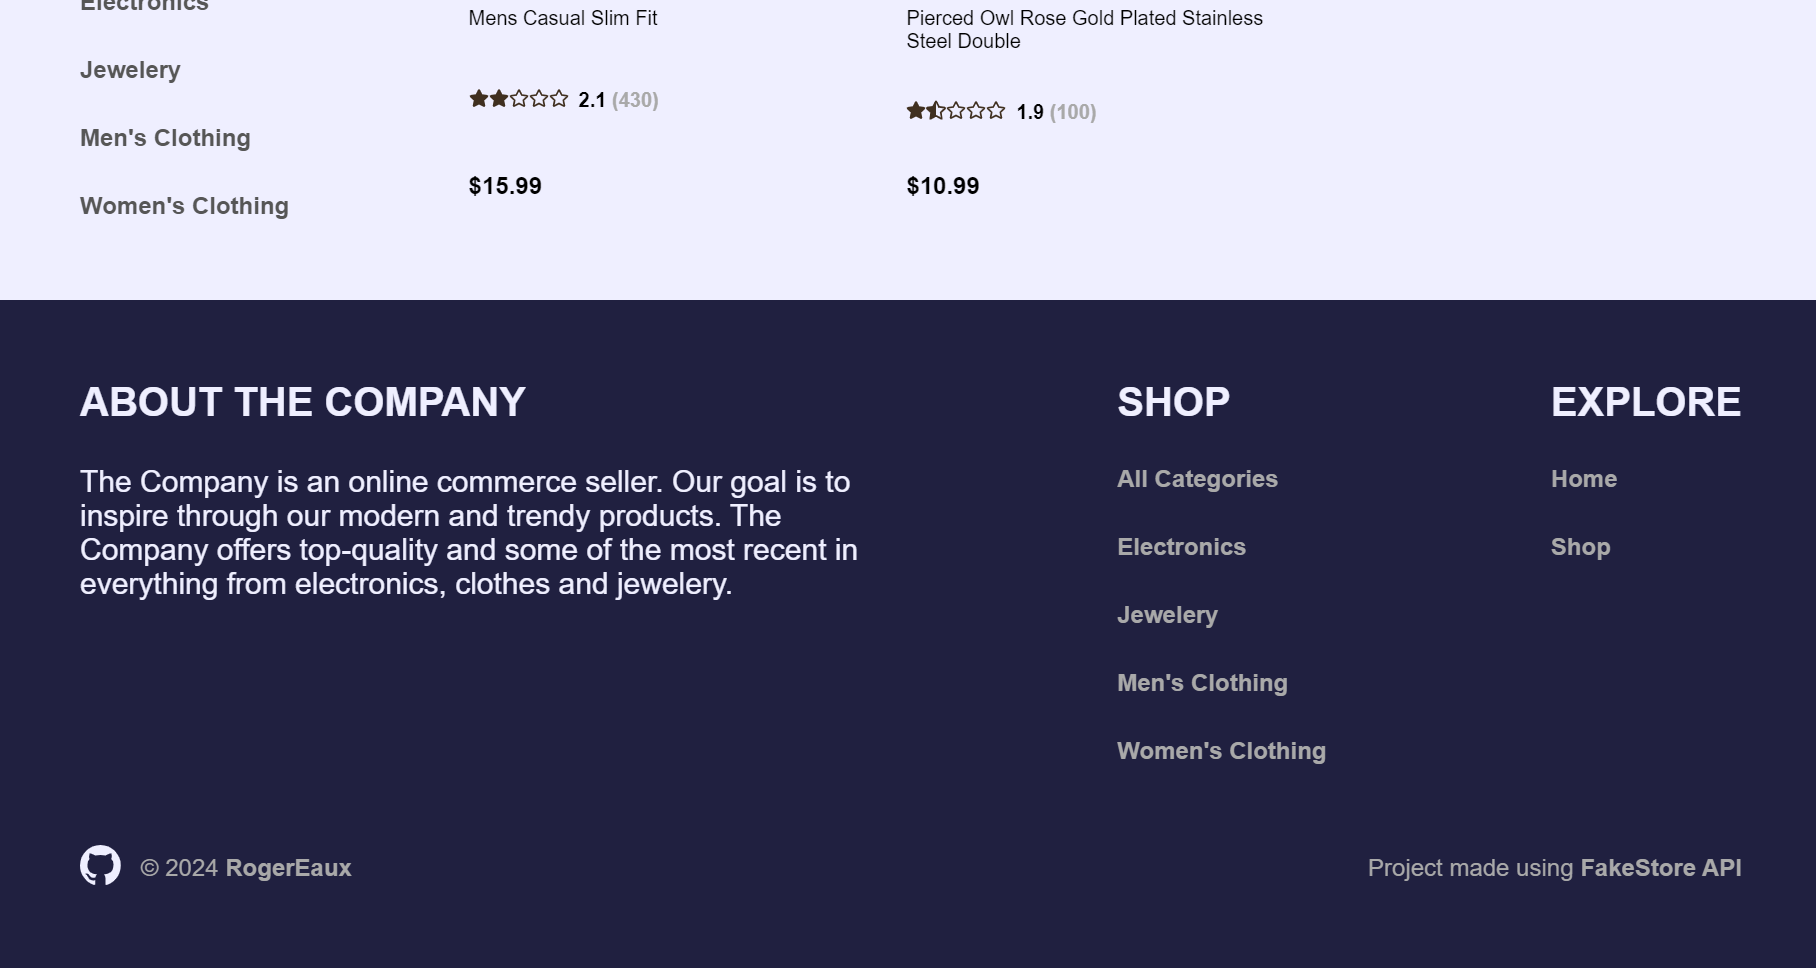 Electronics
Jewelery
Men's Clothing
Women's Clothing
Mens Casual Slim Fit
2.1 (430)
$15.99
Pierced Owl Rose Gold Plated Stainless
Steel Double
1.9 (100)
$10.99
ABOUT THE COMPANY
The Company is an online commerce seller. Our goal is to
inspire through our modern and trendy products. The
Company offers top-quality and some of the most recent in
everything from electronics, clothes and jewelery.
SHOP
All Categories
Electronics
Jewelery
Men's Clothing
Women's Clothing
EXPLORE
Home
Shop
© 2024 RogerEaux
Project made using FakeStore API